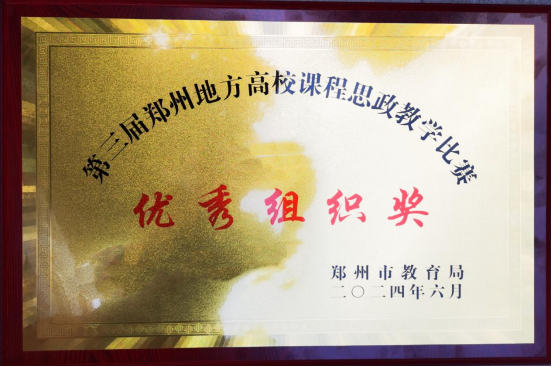 第三届郑州地方高校课程思政教学比赛
优秀组织奖
郑州市教育局
二〇二四年六月